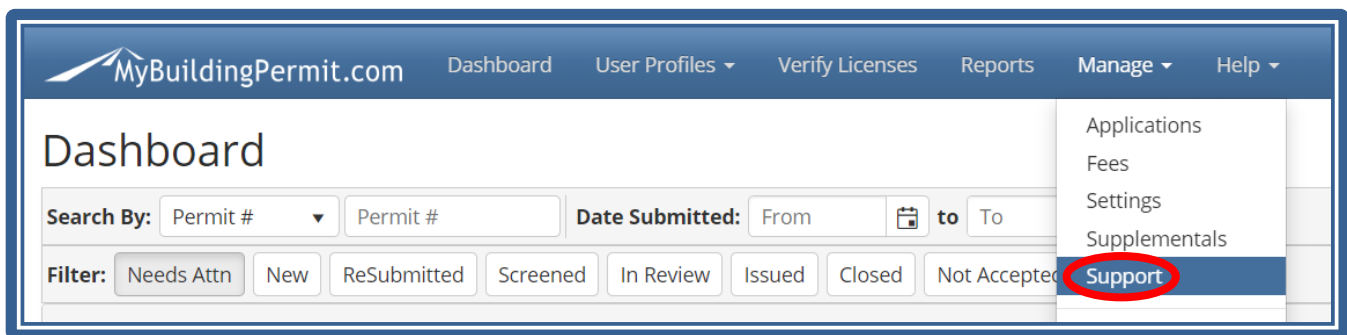 MyBuildingPermit.com Dashboard User Profiles Verify Licenses Reports Manage Help
Applications
Dashboard
Fees
Settings
Search By: Permit # Permit # Date Submitted: From to To
Supplementals
Filter: Needs Attn New ReSubmitted Screened In Review Issued Closed Not Accepted
Support